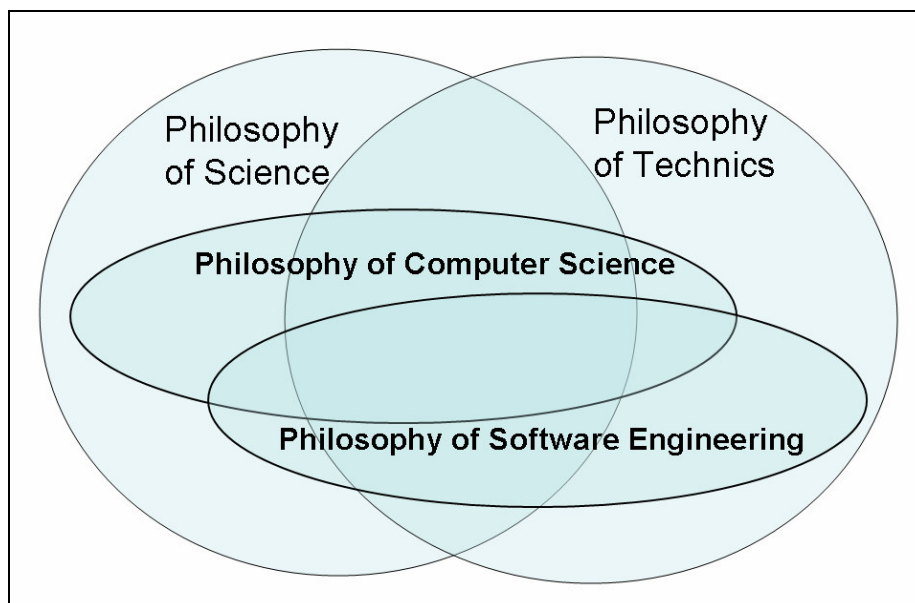 Philosophy
of Science
Philosophy
of Technics
Philosophy of Computer Science
Philosophy of Software Engineering